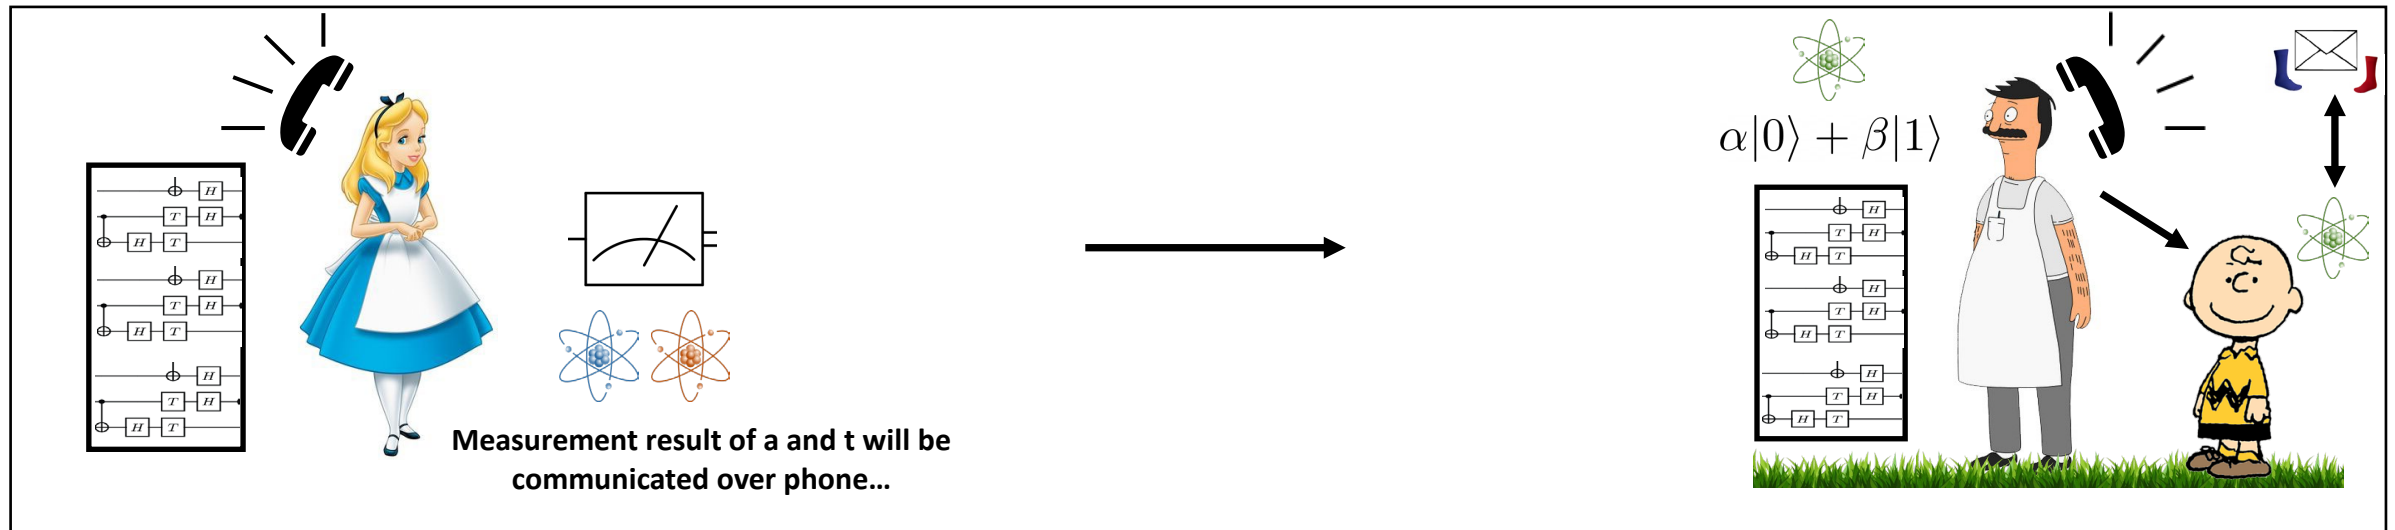 α|0⟩ + β|1⟩
H
T H
H T
H
T H
H T
H
T H
H T
H
T H
H T
H
T H
H T
H
T H
H T
Measurement result of a and t will be
communicated over phone...